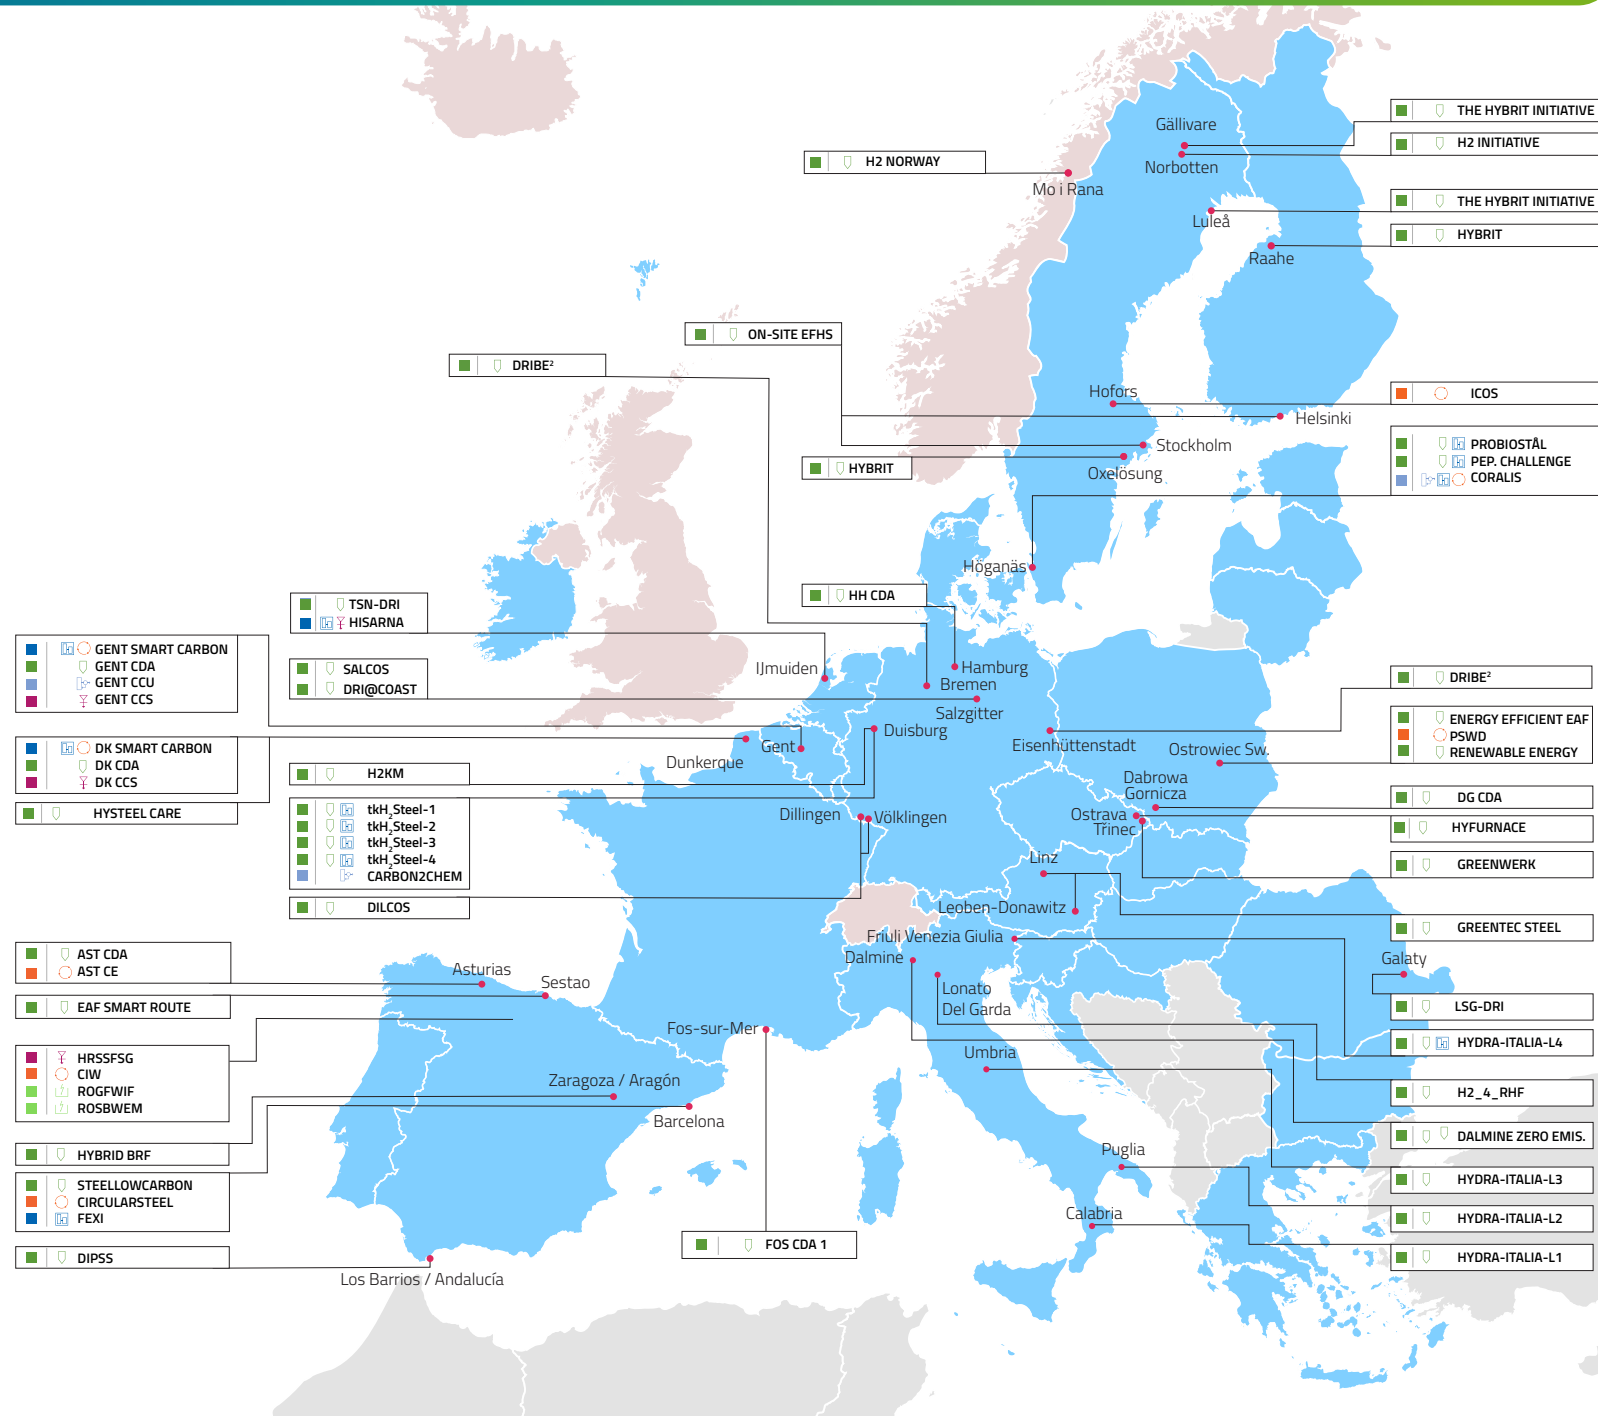 THE HYBRIT INITIATIVE
H2 INITIATIVE
THE HYBRIT INITIATIVE
HYBRIT
H2 NORWAY
Gällivare
Norbotten
Mo i Rana
Luleå
Raahe
ON-SITE EFHS
DRIBE²
Hofors
Helsinki
Stockholm
Oxelösung
HYBRIT
ICOS
PROBIOSTÅL
PEP. CHALLENGE
CORALIS
Höganäs
HH CDA
TSN-DRI
HISARNA
GENT SMART CARBON
GENT CDA
GENT CCU
GENT CCS
SALCOS
DRI@COAST
IJmuiden
Hamburg
Bremen
Salzgitter
Duisburg
Gent
Dunkerque
Eisenhüttenstadt
Ostrowiec Sw.
DRIBE²
ENERGY EFFICIENT EAF
PSWD
RENEWABLE ENERGY
DK SMART CARBON
DK CDA
DK CCS
HYSTEEL CARE
H2KM
tkH₂Steel-1
tkH₂Steel-2
tkH₂Steel-3
tkH₂Steel-4
CARBON2CHEM
DILCOS
Dillingen
Völklingen
Dabrowa
Gornicza
Ostrava
Třinec
DG CDA
HYFURNACE
GREENWERK
Linz
Leoben-Donawitz
Friuli Venezia Giulia
Dalmine
Lonato
Del Garda
GREENTEC STEEL
Galaty
LSG-DRI
AST CDA
AST CE
EAF SMART ROUTE
Asturias
Sestao
Fos-sur-Mer
Umbria
HYDRA-ITALIA-L4
H2_4_RHF
DALMINE ZERO EMIS.
HRSSFSG
CIW
ROGFWIF
ROSBWEM
Zaragoza / Aragón
Barcelona
Puglia
Calabria
HYBRID BRF
STEELLOWCARBON
CIRCULARSTEEL
FEXI
DIPSS
Los Barrios / Andalucía
FOS CDA 1
HYDRA-ITALIA-L3
HYDRA-ITALIA-L2
HYDRA-ITALIA-L1